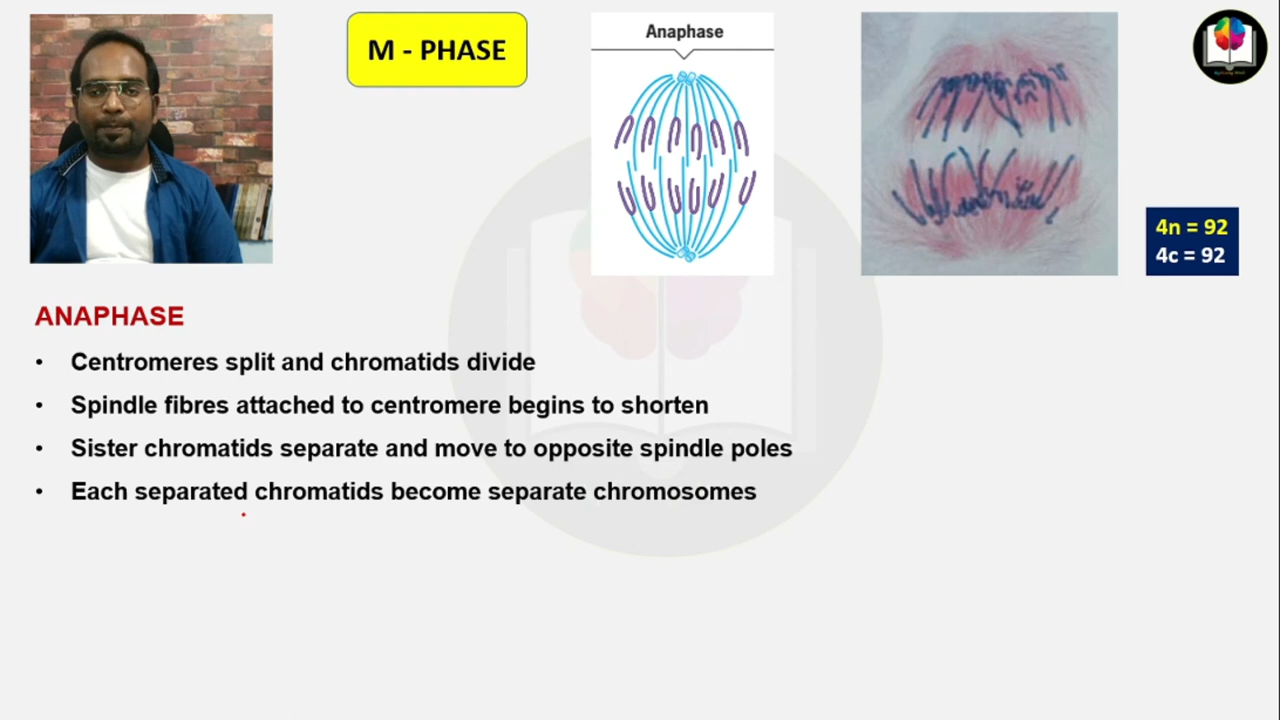 M - PHASE
Anaphase
4n = 92
4c = 92
ANAPHASE
• Centromeres split and chromatids divide
• Spindle fibres attached to centromere begins to shorten
• Sister chromatids separate and move to opposite spindle poles
• Each separated chromatids become separate chromosomes